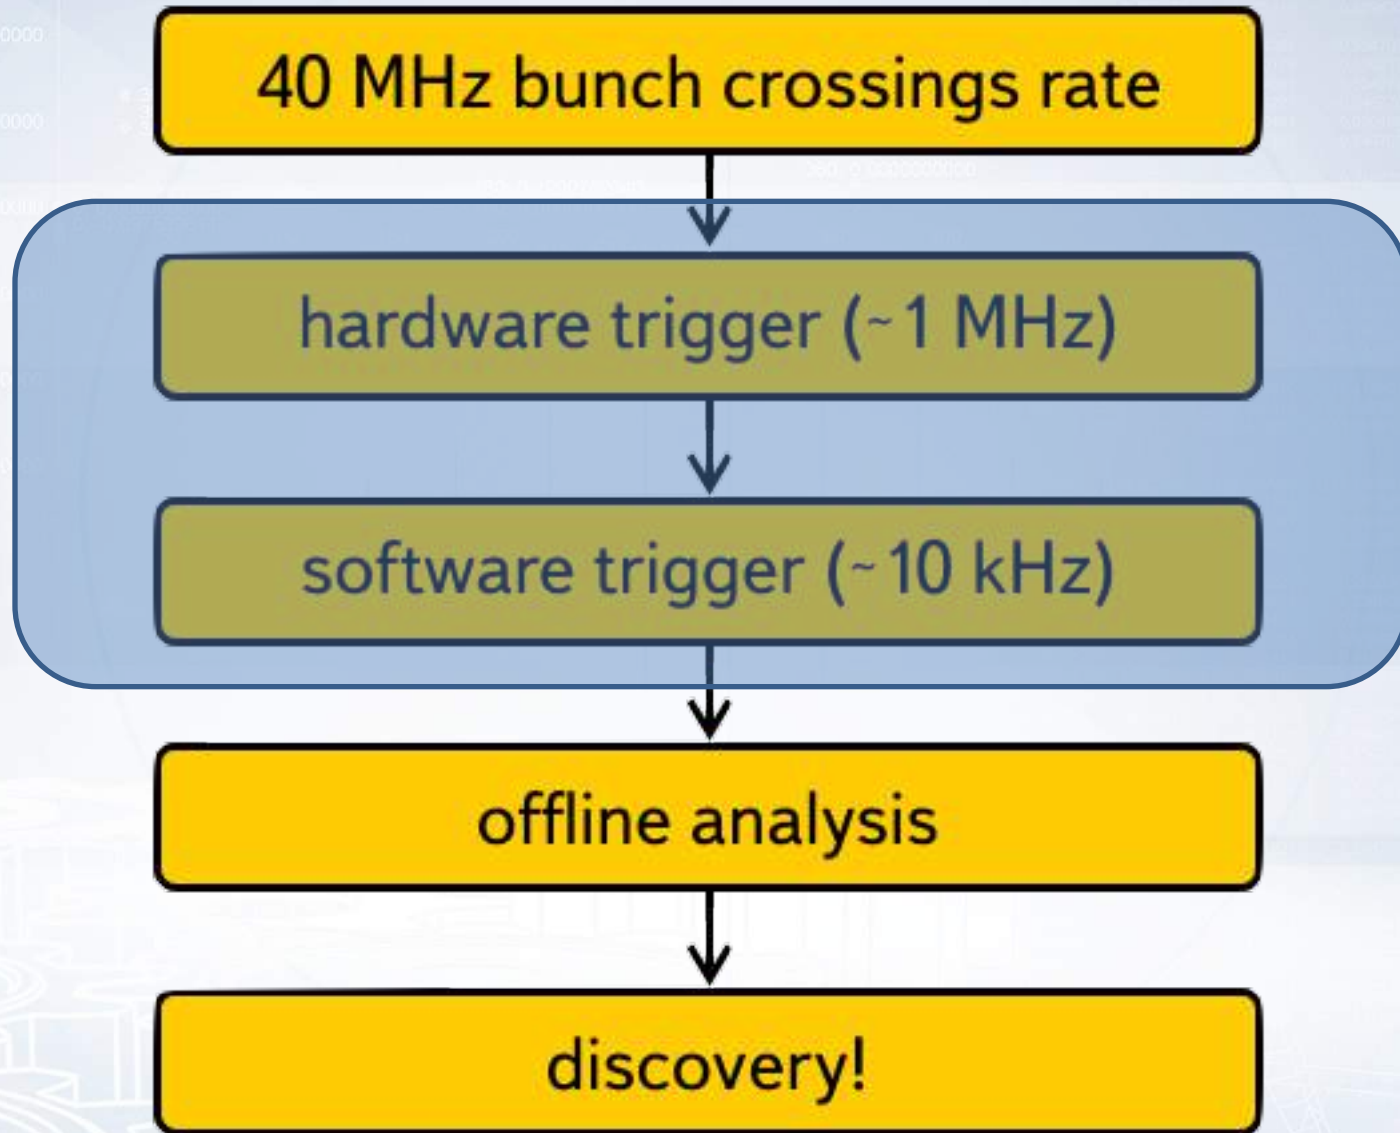 40 MHz bunch crossings rate
hardware trigger (~1 MHz)
software trigger (~10 kHz)
offline analysis
discovery!